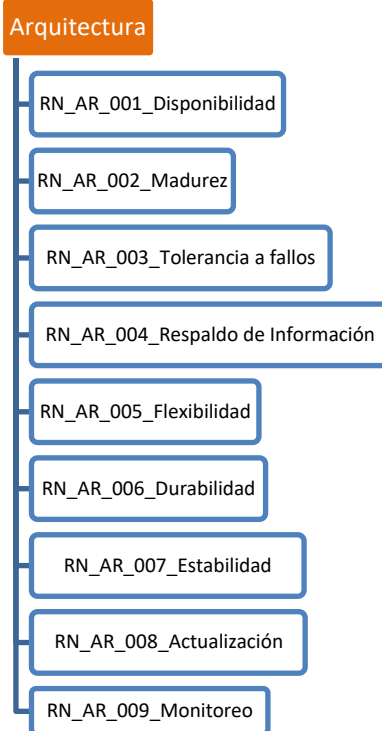 Arquitectura
RN_AR_001_Disponibilidad
RN_AR_002_Madurez
RN_AR_003_Tolerancia a fallos
RN_AR_004_Respaldo de Información
RN_AR_005_Flexibilidad
RN_AR_006_Durabilidad
RN_AR_007_Estabilidad
RN_AR_008_Actualización
RN_AR_009_Monitoreo